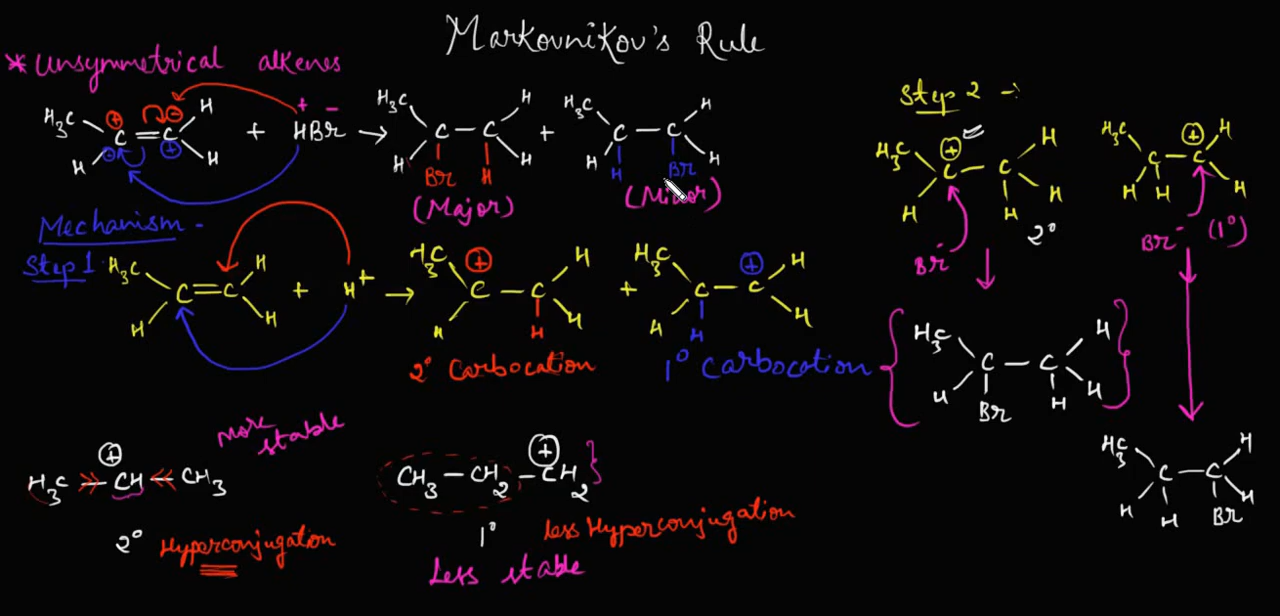 Markovnikov's Rule
* Unsymmetrical alkenes
H3C H C = C H H + HBr → H3C H C – C H H Br H + H3C H C – C H H H Br
+ -
(Major)
(Minor)
Mechanism -
Step 1
H3C H C = C H H + H+ → H3C H C – C H H H + H3C H C – C H H H
2° Carbocation
1° Carbocation
H3C – CH – CH3
+
More stable
2° Hyperconjugation
CH3 – CH2 – CH2
+
1° less Hyperconjugation
Less stable
Step 2 →
H3C H C – C H H H
+
2°
Br-
H3C H C – C H H H
+
Br- (1°)
H3C H C – C H H Br H
H3C H C – C H H H Br